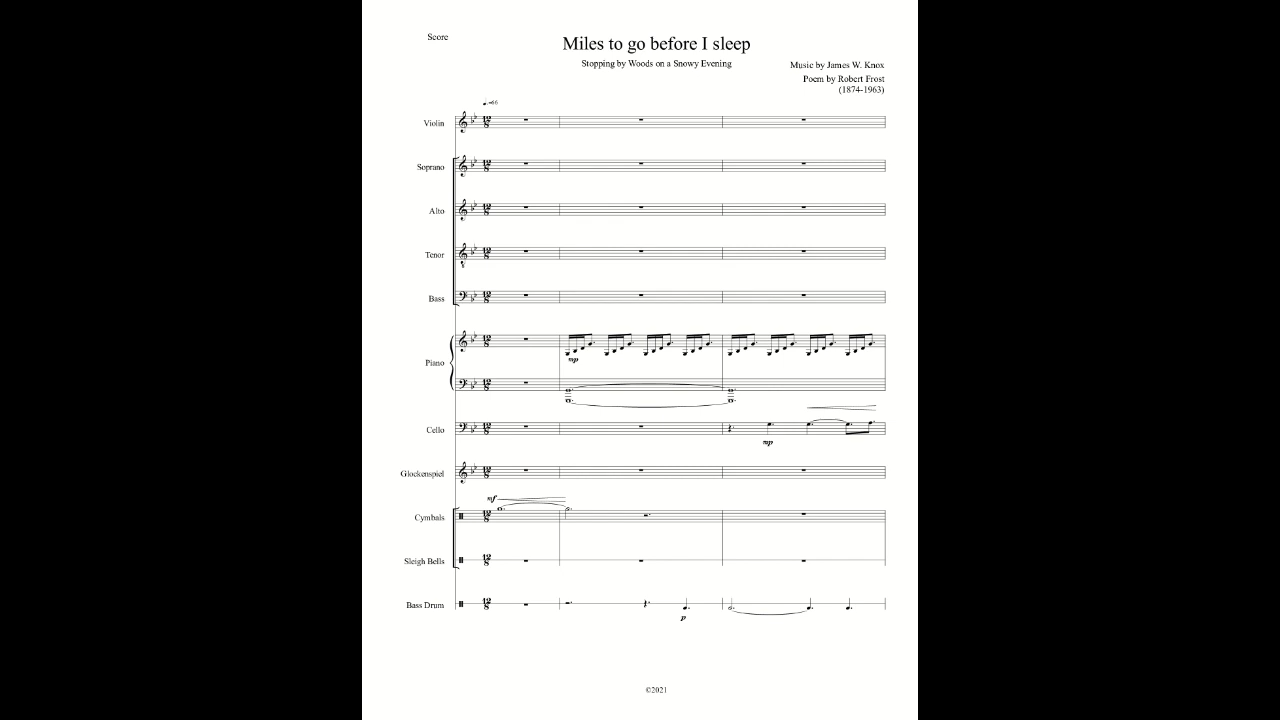 Score
Miles to go before I sleep
Stopping by Woods on a Snowy Evening
Music by James W. Knox
Poem by Robert Frost
(1874-1963)
♩.=66
Violin
Soprano
Alto
Tenor
Bass
Piano
mp
Cello
mp
Glockenspiel
mf
Cymbals
Sleigh Bells
Bass Drum
p
©2021